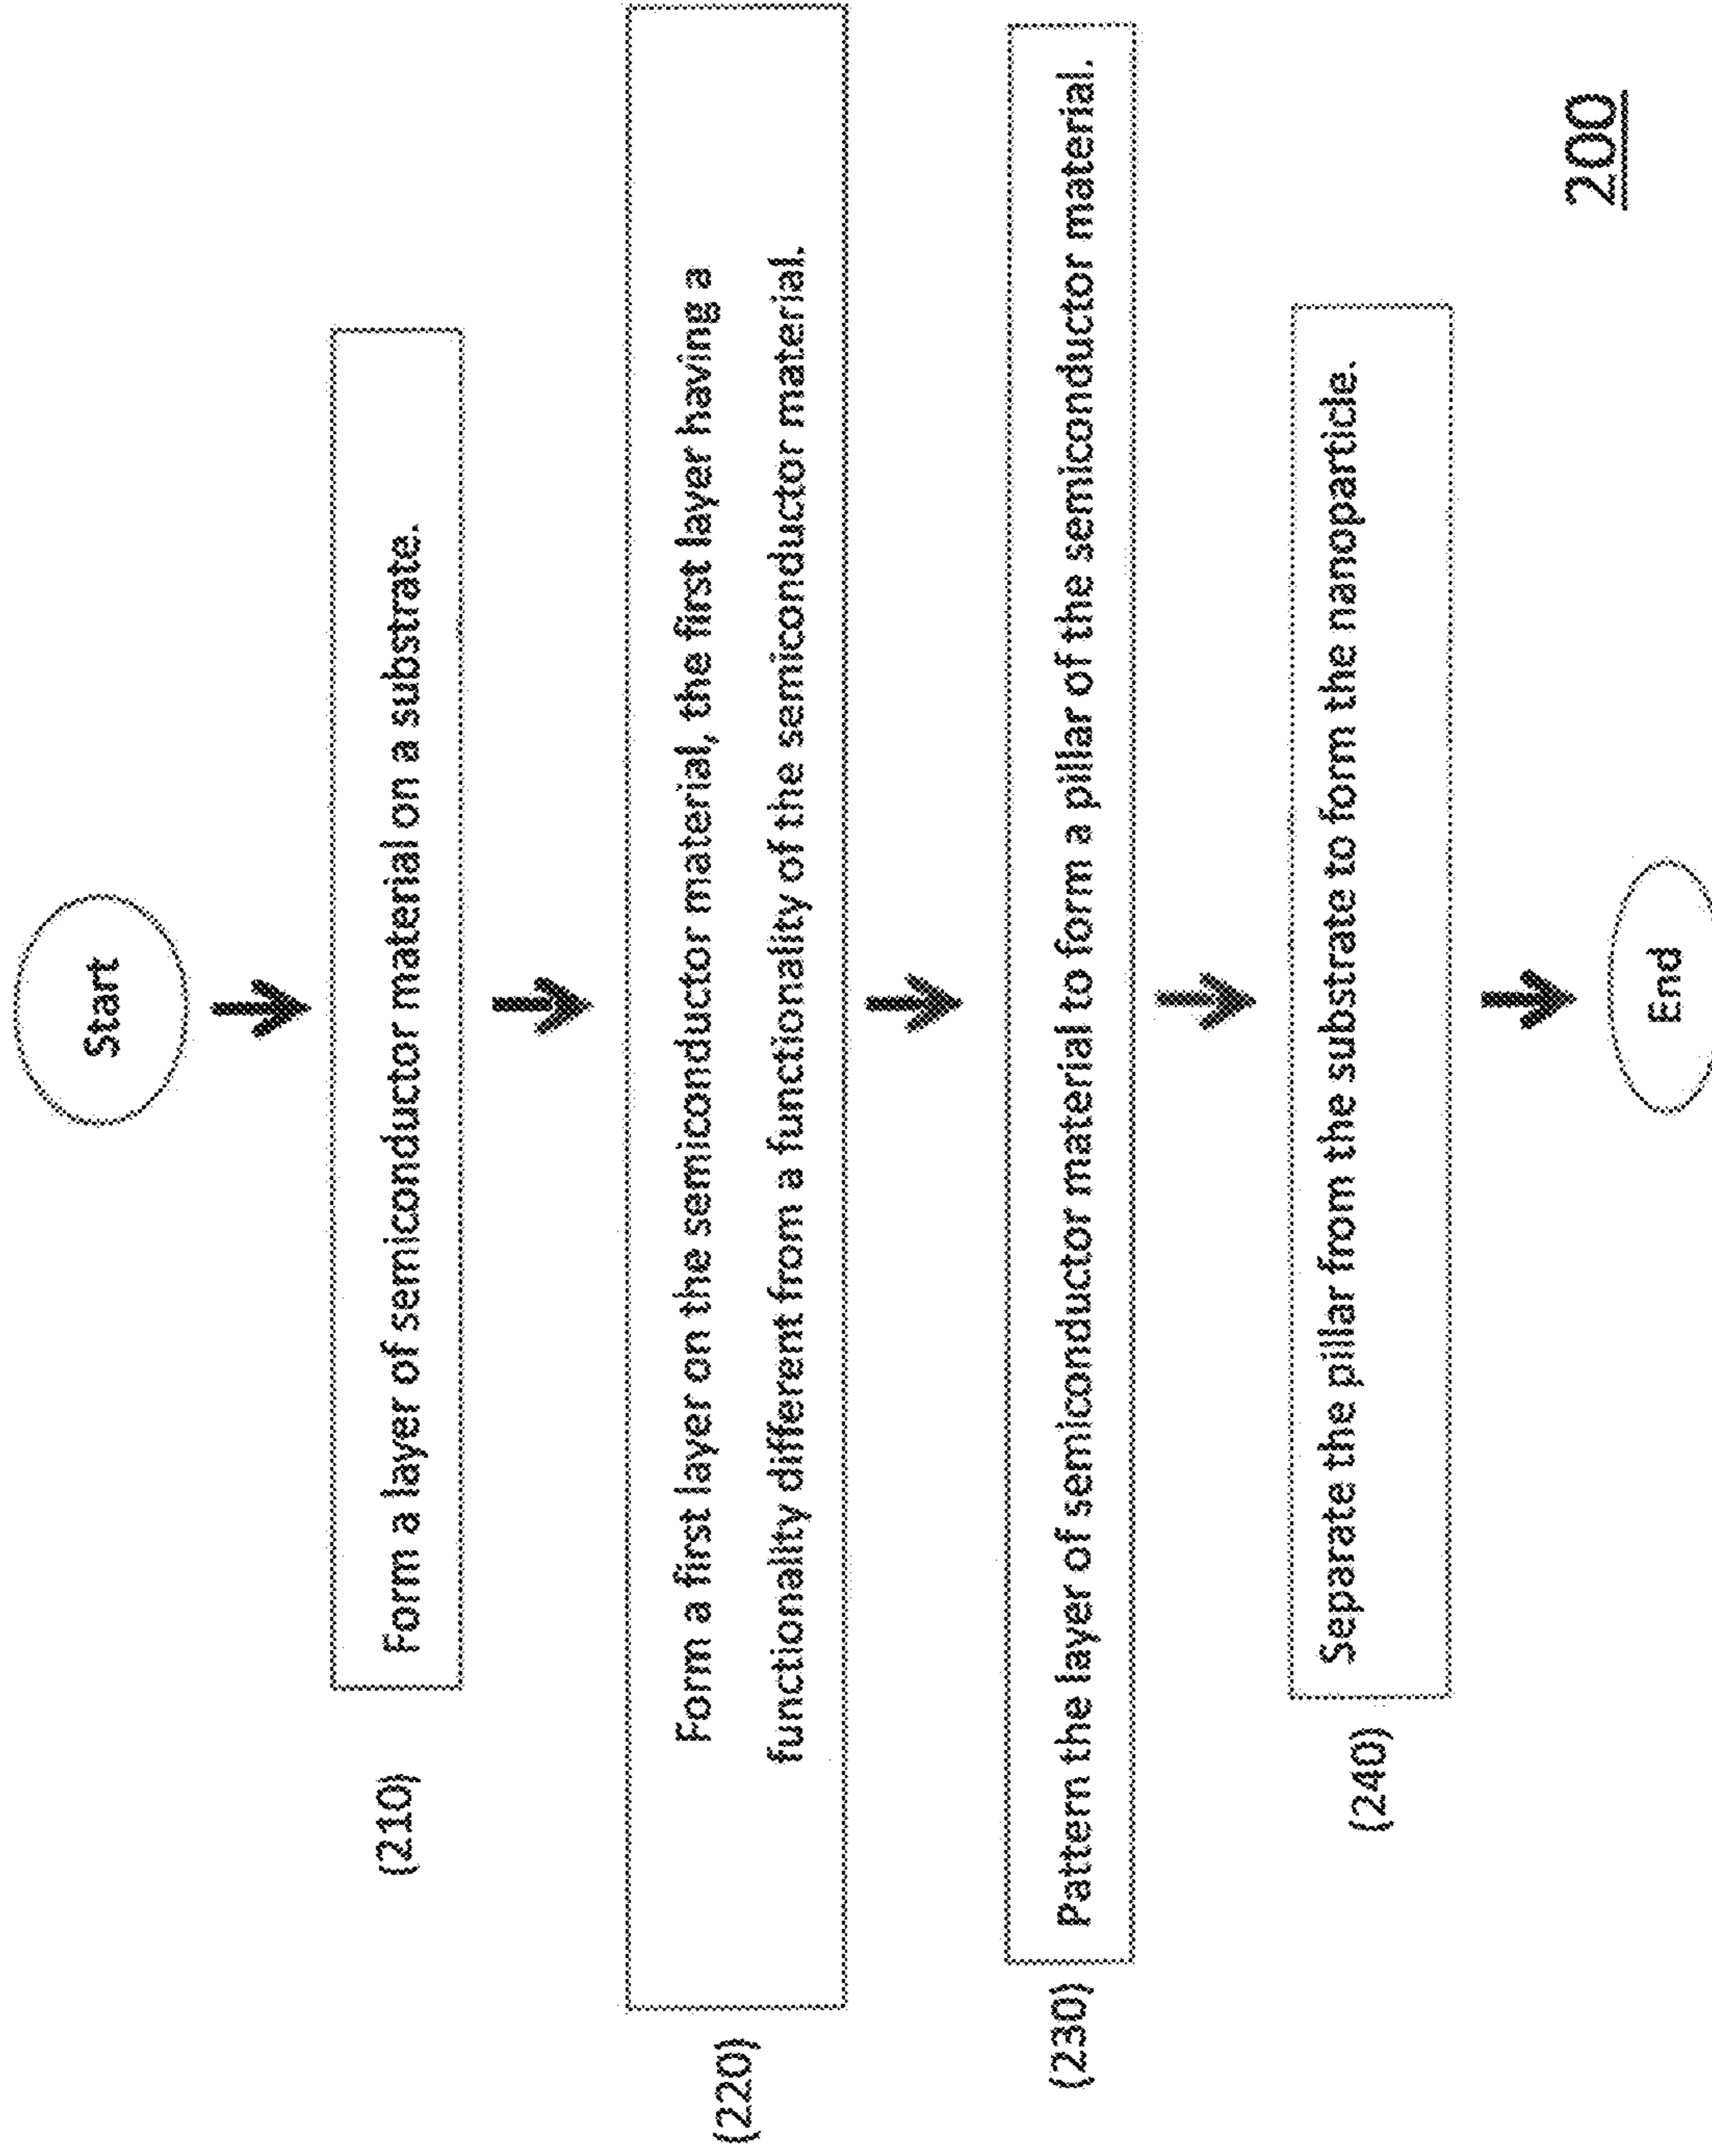 Start
(210)
Form a layer of semiconductor material on a substrate.
(220)
Form a first layer on the semiconductor material, the first layer having a
functionality different from a functionality of the semiconductor material.
(230)
Pattern the layer of semiconductor material to form a pillar of the semiconductor material.
(240)
Separate the pillar from the substrate to form the nanoparticle.
End
200